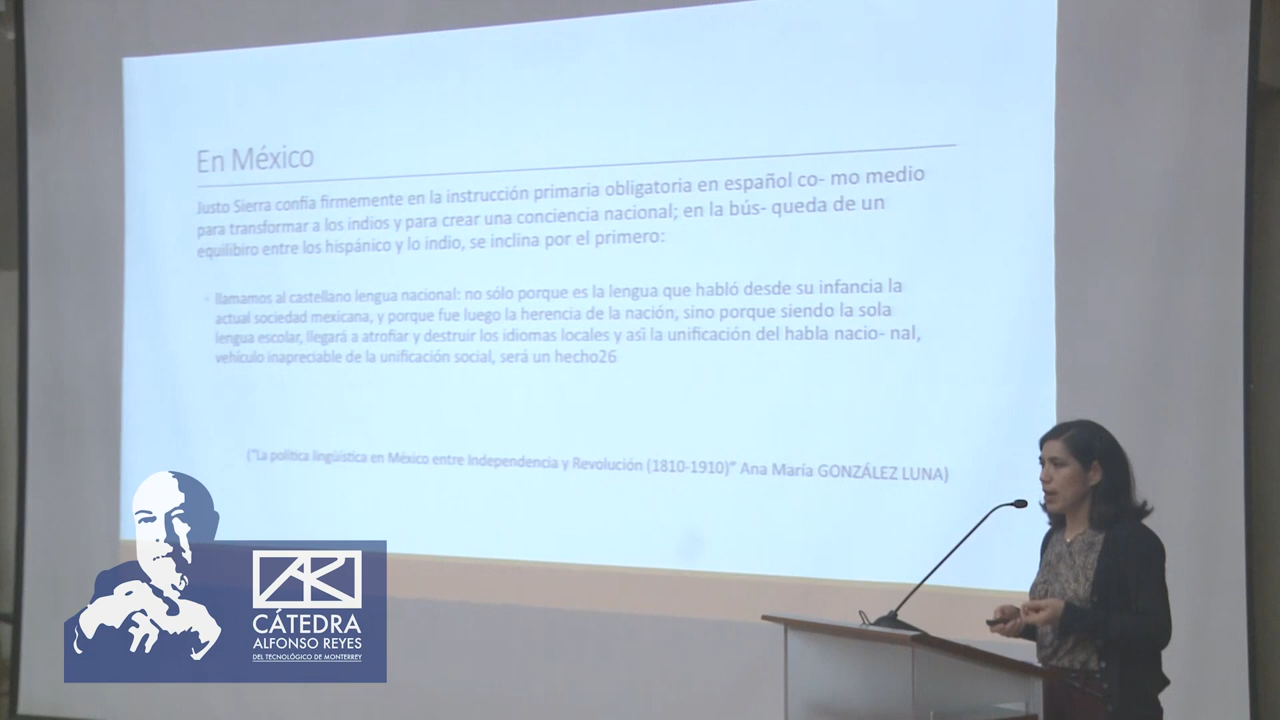 En México
Justo Sierra confía firmemente en la instrucción primaria obligatoria en español co- mo medio
para transformar a los indios y para crear una conciencia nacional; en la bús- queda de un
equilibiro entre los hispánico y lo indio, se inclina por el primero:
llamamos al castellano lengua nacional: no sólo porque es la lengua que habló desde su infancia la
actual sociedad mexicana, y porque fue luego la herencia de la nación, sino porque siendo la sola
lengua escolar, llegará a atrofiar y destruir los idiomas locales y así la unificación del habla nacio- nal,
vehículo inapreciable de la unificación social, será un hecho26
("La política lingüística en México entre Independencia y Revolución (1810-1910)" Ana María GONZÁLEZ LUNA)
AR
CÁTEDRA
ALFONSO REYES
DEL TECNOLÓGICO DE MONTERREY